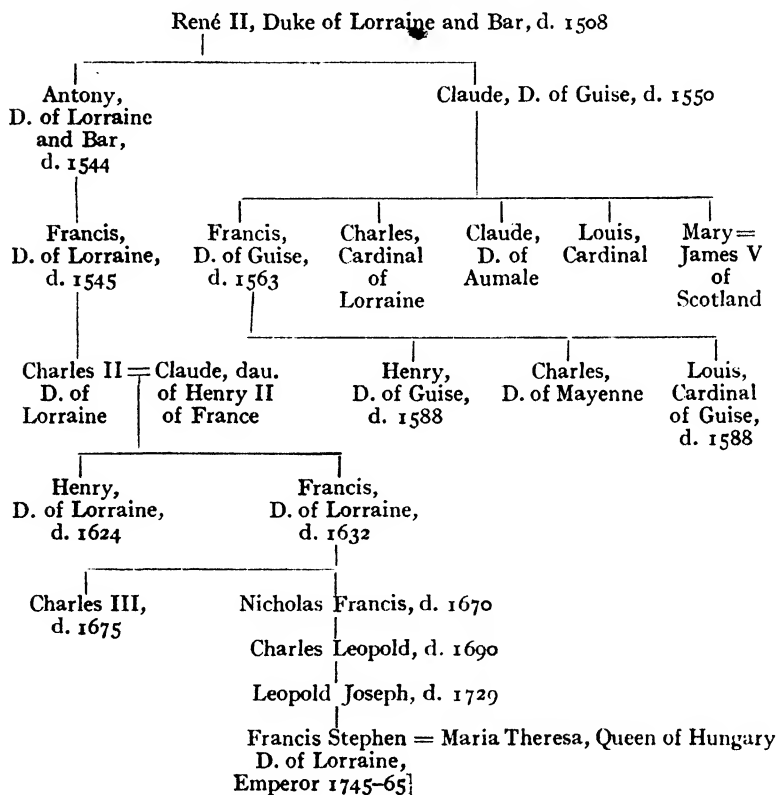 René II, Duke of Lorraine and Bar, d. 1508
Antony,
D. of Lorraine
and Bar,
d. 1544
Claude, D. of Guise, d. 1550
Francis,
D. of Lorraine,
d. 1545
Francis,
D. of Guise,
d. 1563
Charles,
Cardinal
of
Lorraine
Claude,
D. of
Aumale
Louis,
Cardinal
Mary=
James V
of
Scotland
Charles II = Claude, dau.
D. of
Lorraine
of Henry II
of France
Henry,
D. of Guise,
d. 1588
Charles,
D. of Mayenne
Louis,
Cardinal
of Guise,
d. 1588
Henry,
D. of Lorraine,
d. 1624
Francis,
D. of Lorraine,
d. 1632
Charles III,
d. 1675
Nicholas Francis, d. 1670
Charles Leopold, d. 1690
Leopold Joseph, d. 1729
Francis Stephen = Maria Theresa, Queen of Hungary
D. of Lorraine,
Emperor 1745–65]